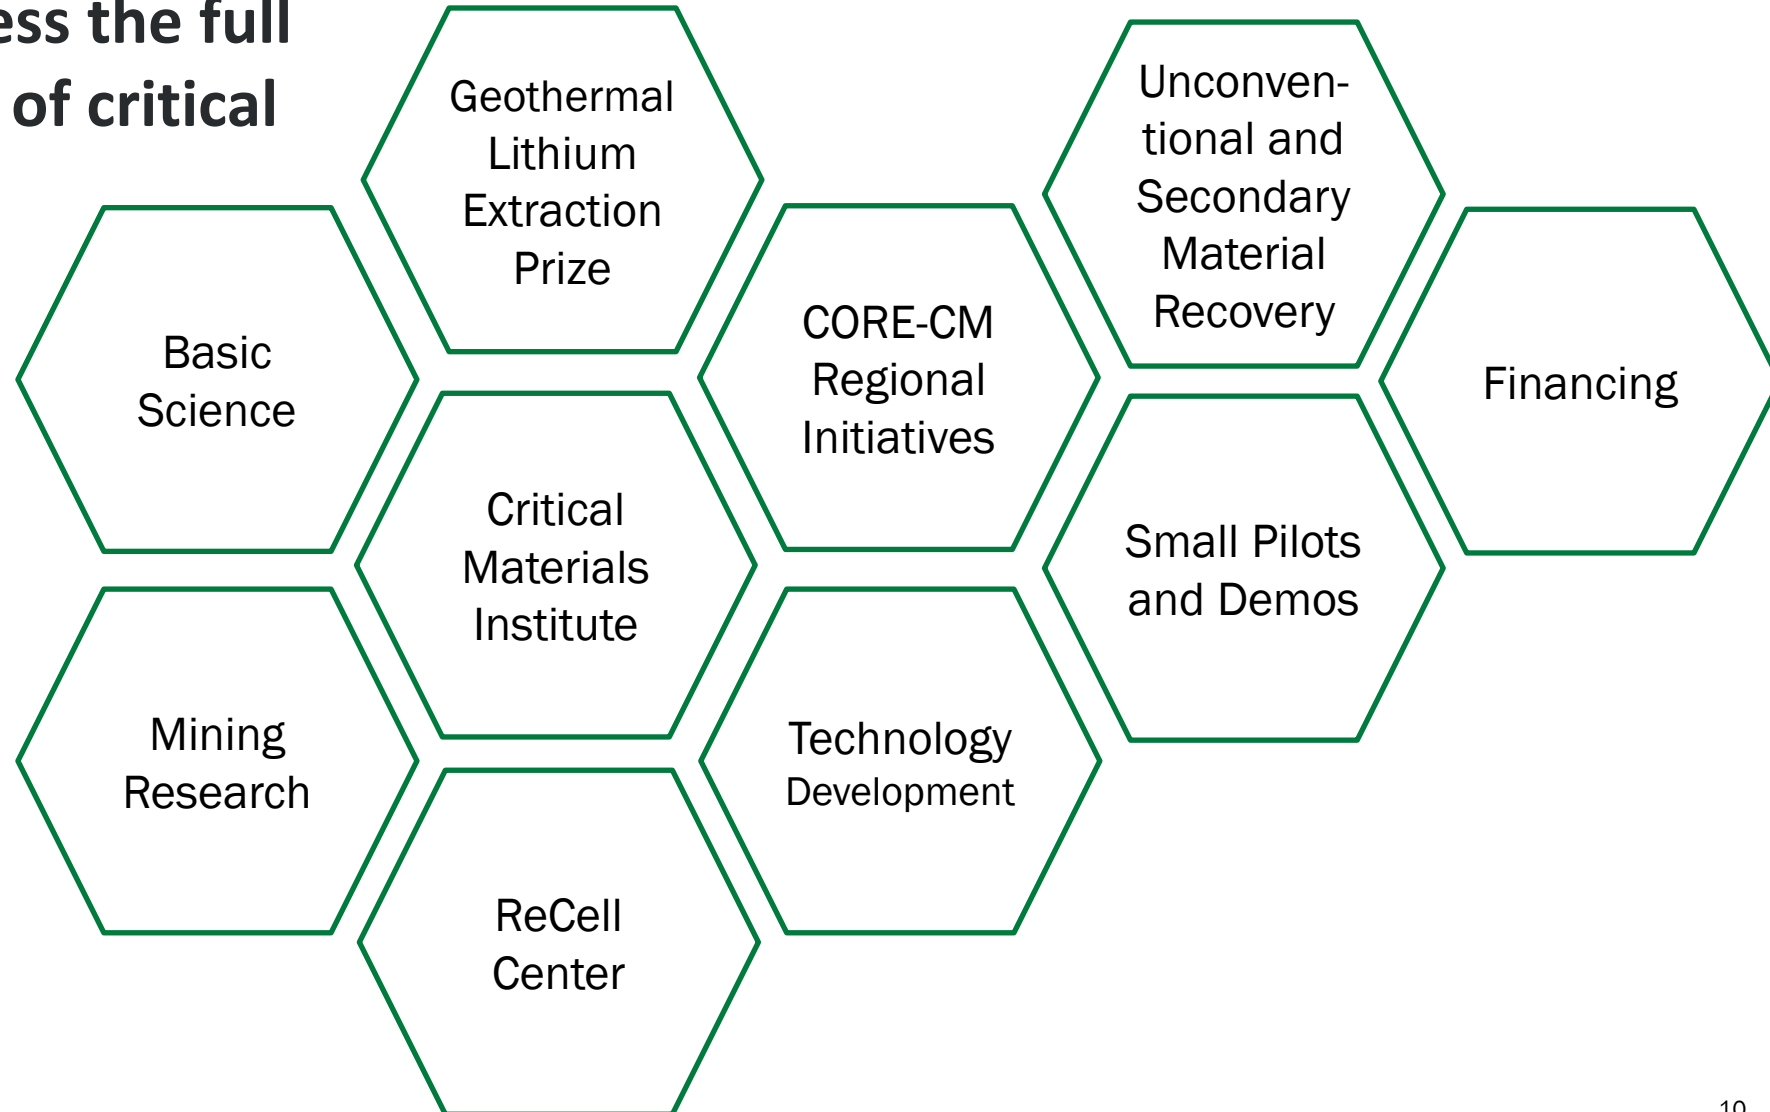 ess the full
of critical
Geothermal
Lithium
Extraction
Prize
Unconven-
tional and
Secondary
Material
Recovery
Basic
Science
CORE-CM
Regional
Initiatives
Financing
Critical
Materials
Institute
Small Pilots
and Demos
Mining
Research
Technology
Development
ReCell
Center
10